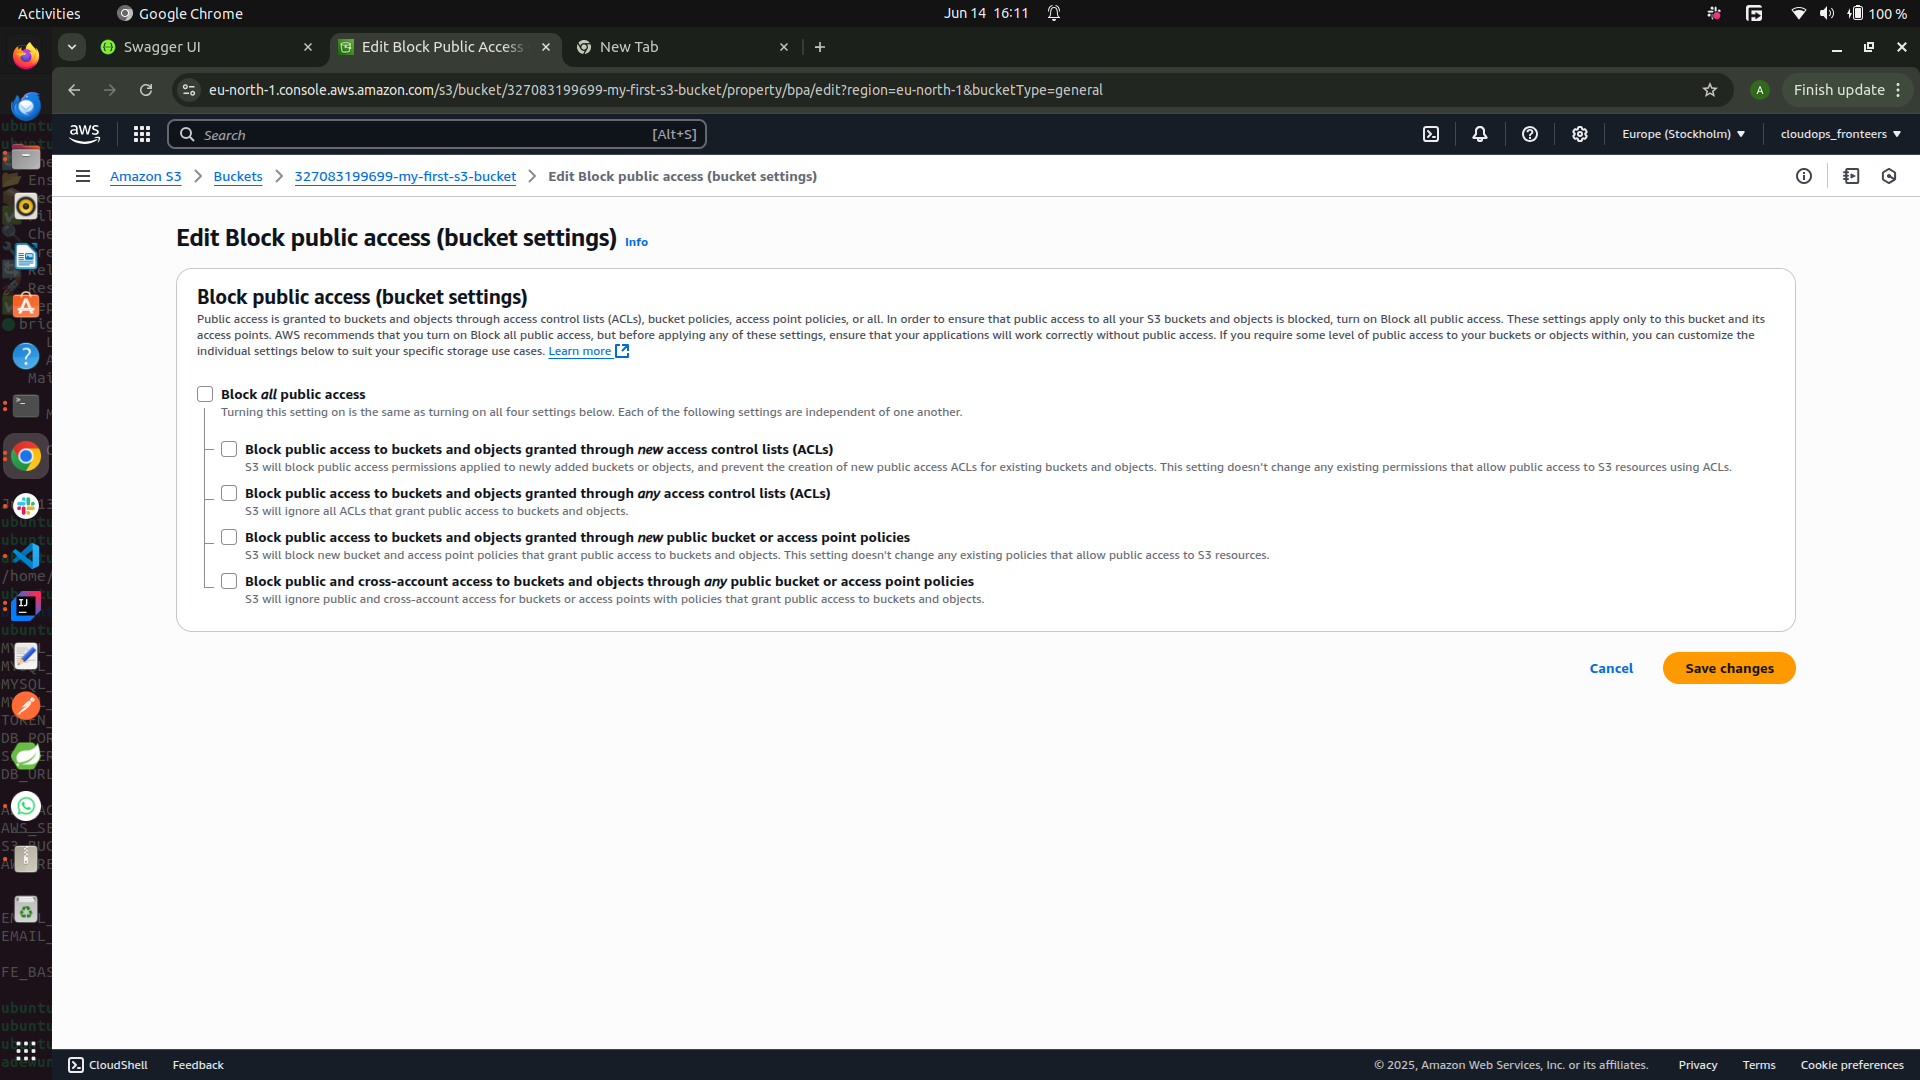 Activities Google Chrome Jun 14 16:11 100 %
Swagger UI Edit Block Public Access New Tab
eu-north-1.console.aws.amazon.com/s3/bucket/327083199699-my-first-s3-bucket/property/bpa/edit?region=eu-north-1&bucketType=general A Finish update
aws Search [Alt+S] Europe (Stockholm) cloudops_fronteers
Amazon S3 Buckets 327083199699-my-first-s3-bucket Edit Block public access (bucket settings)
Edit Block public access (bucket settings) Info
Block public access (bucket settings)
Public access is granted to buckets and objects through access control lists (ACLs), bucket policies, access point policies, or all. In order to ensure that public access to all your S3 buckets and objects is blocked, turn on Block all public access. These settings apply only to this bucket and its
access points. AWS recommends that you turn on Block all public access, but before applying any of these settings, ensure that your applications will work correctly without public access. If you require some level of public access to your buckets or objects within, you can customize the
individual settings below to suit your specific storage use cases. Learn more
Block all public access
Turning this setting on is the same as turning on all four settings below. Each of the following settings are independent of one another.
Block public access to buckets and objects granted through new access control lists (ACLs)
S3 will block public access permissions applied to newly added buckets or objects, and prevent the creation of new public access ACLs for existing buckets and objects. This setting doesn't change any existing permissions that allow public access to S3 resources using ACLs.
Block public access to buckets and objects granted through any access control lists (ACLs)
S3 will ignore all ACLs that grant public access to buckets and objects.
Block public access to buckets and objects granted through new public bucket or access point policies
S3 will block new bucket and access point policies that grant public access to buckets and objects. This setting doesn't change any existing policies that allow public access to S3 resources.
Block public and cross-account access to buckets and objects through any public bucket or access point policies
S3 will ignore public and cross-account access for buckets or access points with policies that grant public access to buckets and objects.
Cancel Save changes
CloudShell Feedback © 2025, Amazon Web Services, Inc. or its affiliates. Privacy Terms Cookie preferences